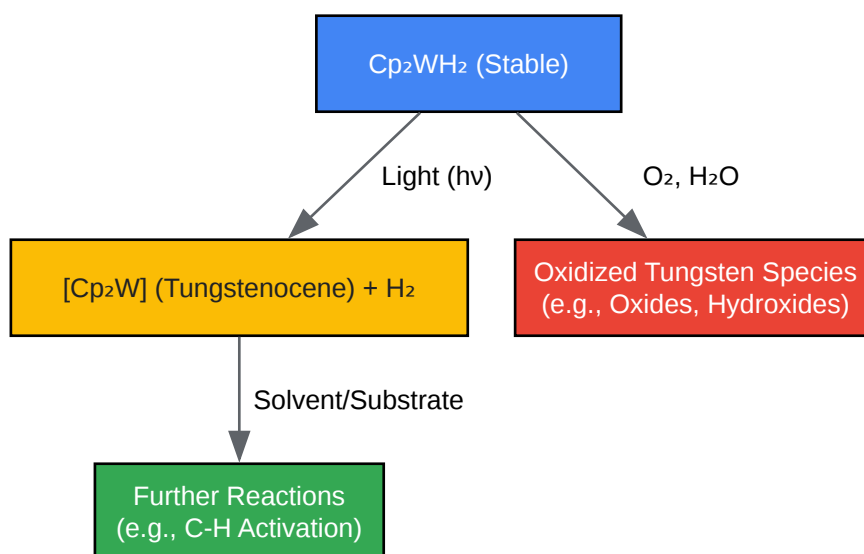 Cp₂WH₂ (Stable)
Light (hν)
O₂, H₂O
[Cp₂W] (Tungstenocene) + H₂
Oxidized Tungsten Species
(e.g., Oxides, Hydroxides)
Solvent/Substrate
Further Reactions
(e.g., C-H Activation)